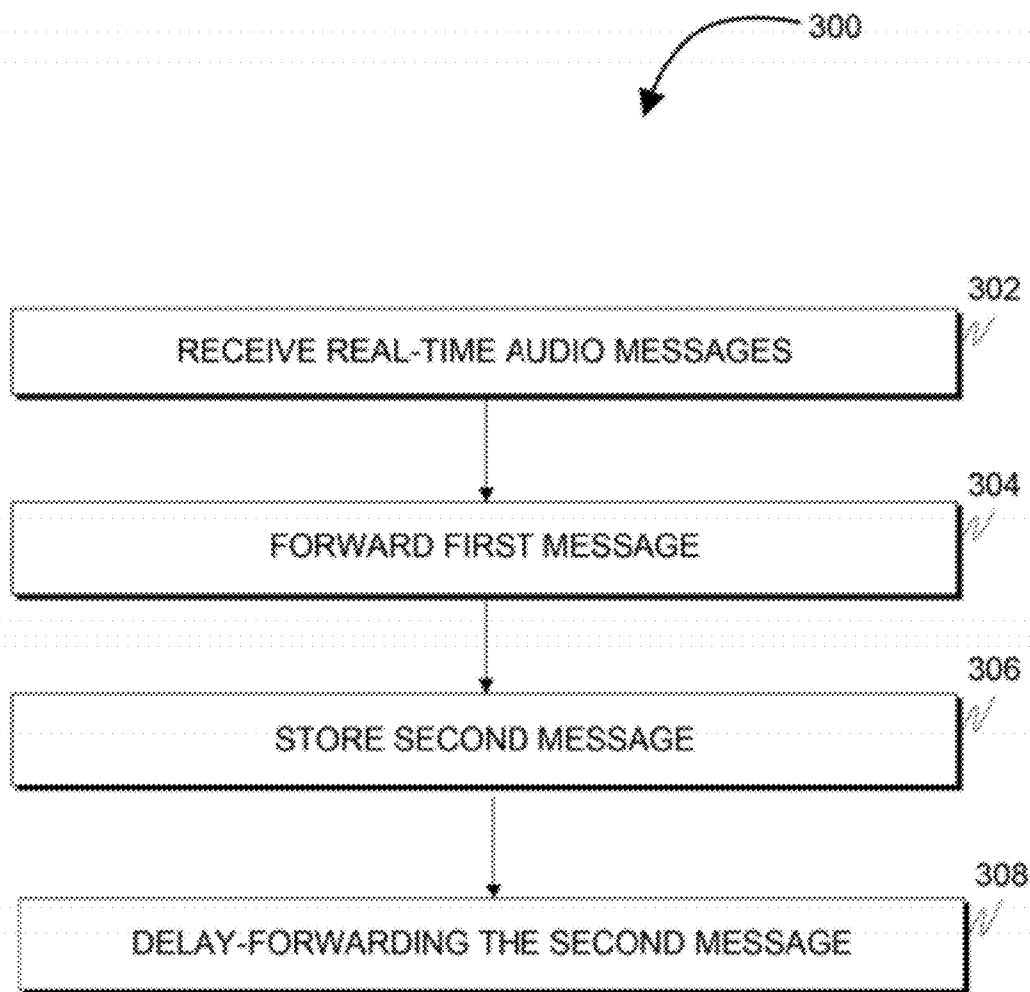 300
302
RECEIVE REAL-TIME AUDIO MESSAGES
304
FORWARD FIRST MESSAGE
306
STORE SECOND MESSAGE
308
DELAY-FORWARDING THE SECOND MESSAGE